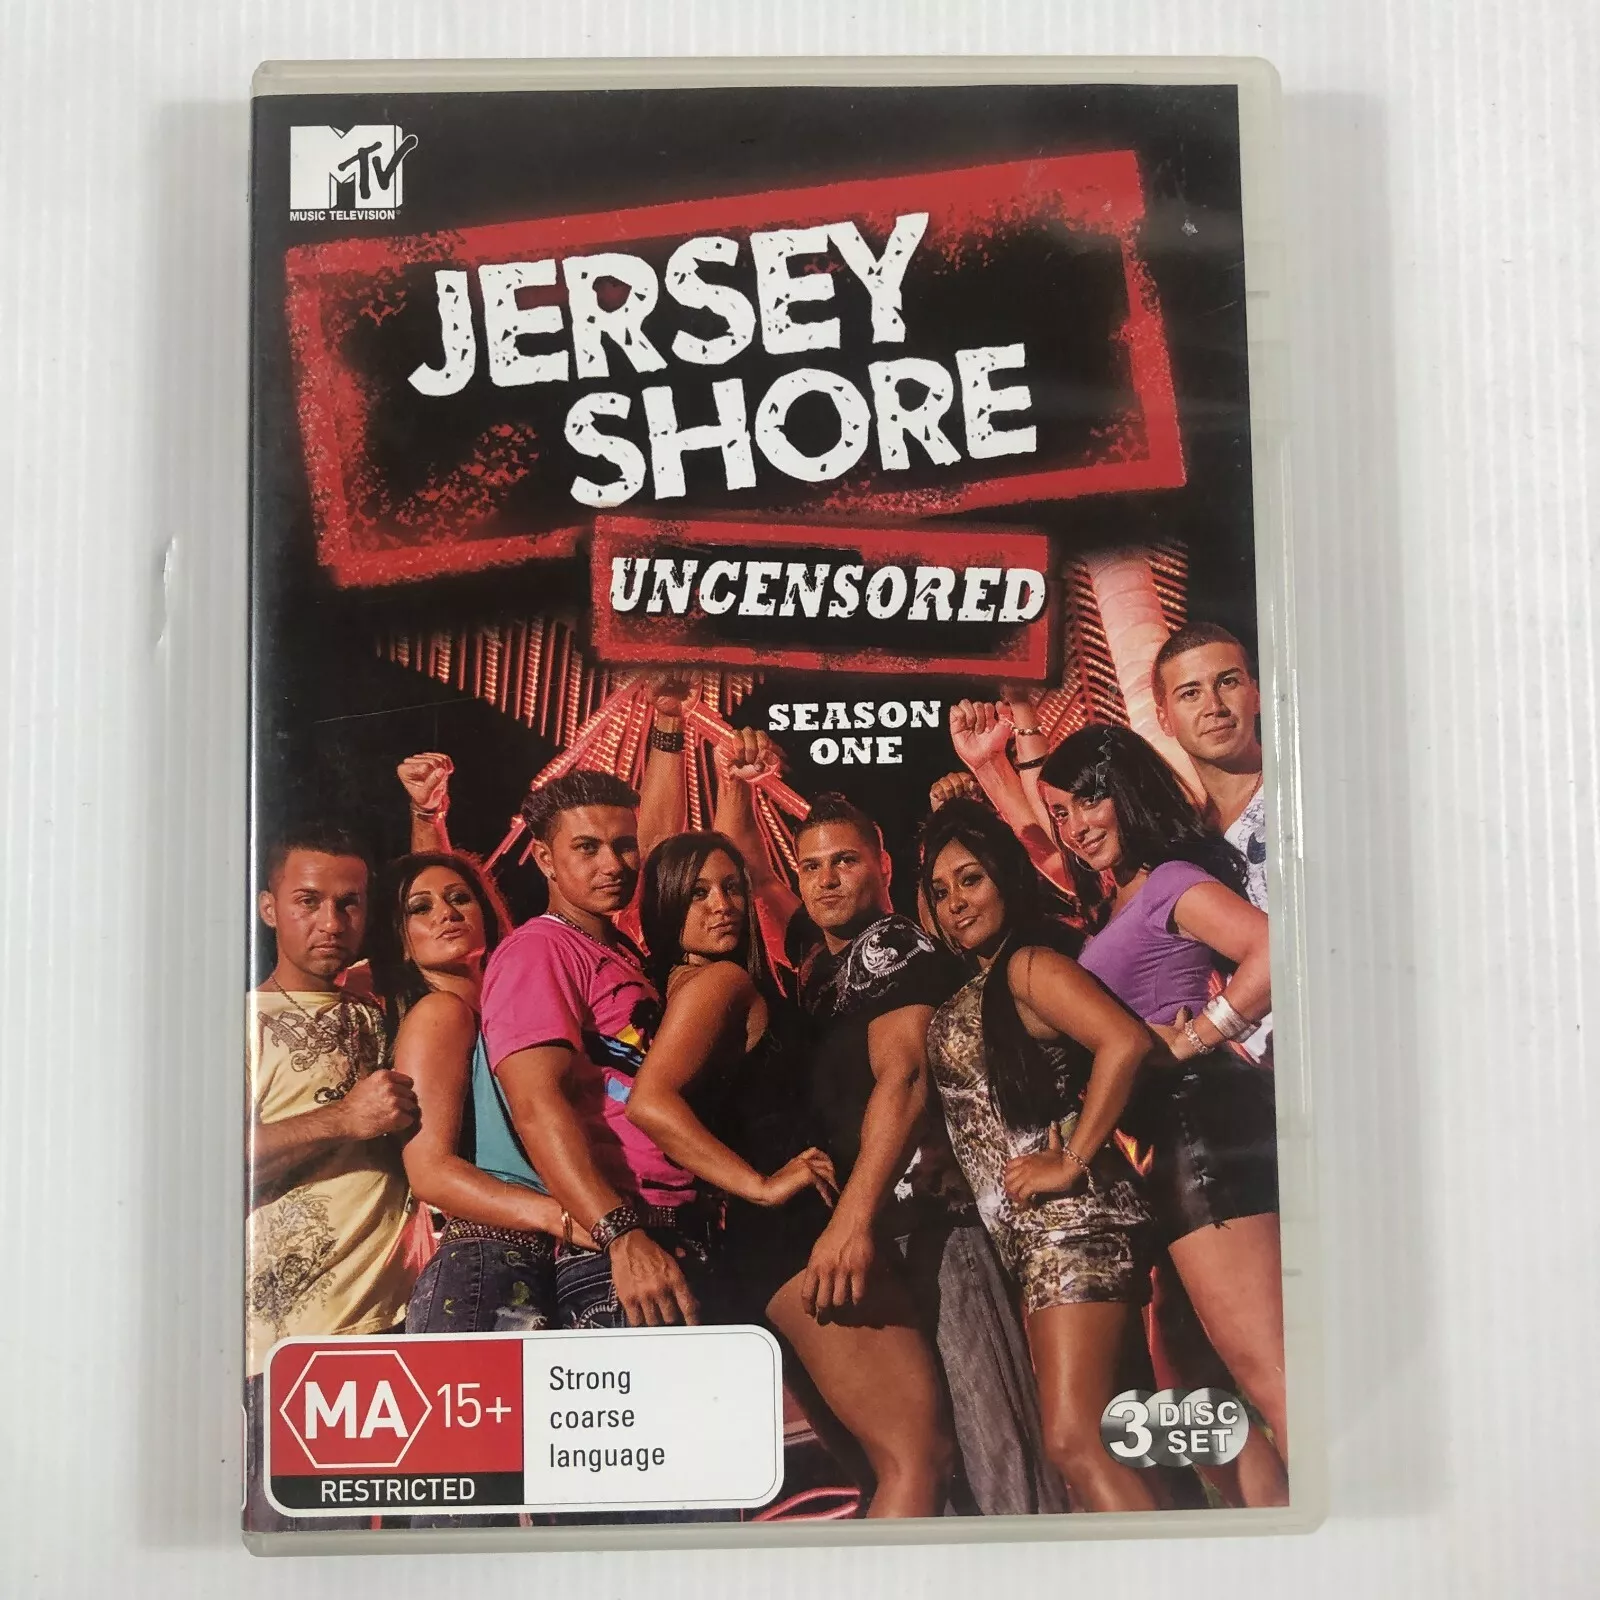 MTV
MUSIC TELEVISION®
JERSEY
SHORE
UNCENSORED
SEASON
ONE
MA 15+
RESTRICTED
Strong
coarse
language
3 DISC
SET